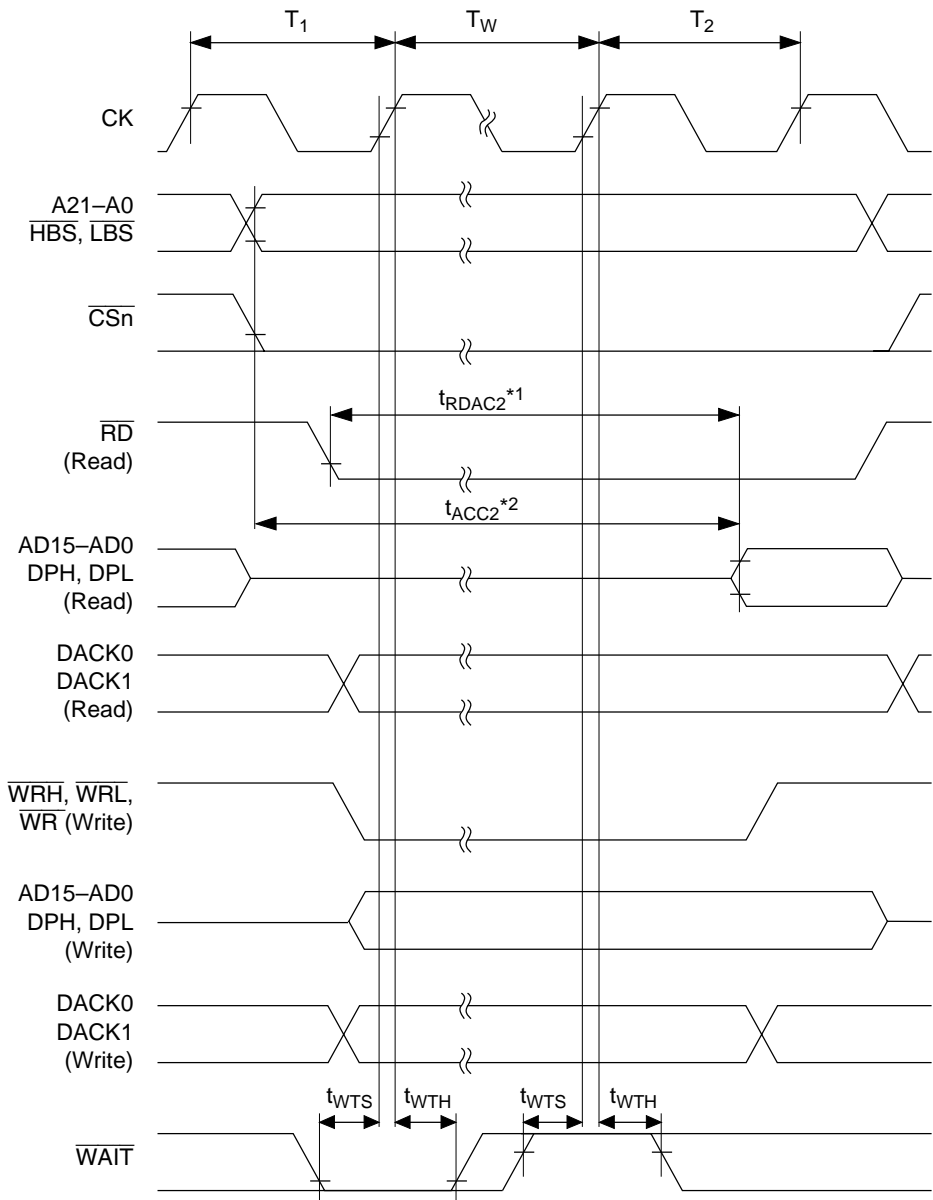 T1 TW T2
CK
A21–A0
HBS, LBS
CSn
tRDAC2*1
RD
(Read)
tACC2*2
AD15–AD0
DPH, DPL
(Read)
DACK0
DACK1
(Read)
WRH, WRL,
WR (Write)
AD15–AD0
DPH, DPL
(Write)
DACK0
DACK1
(Write)
tWTS tWTH tWTS tWTH
WAIT